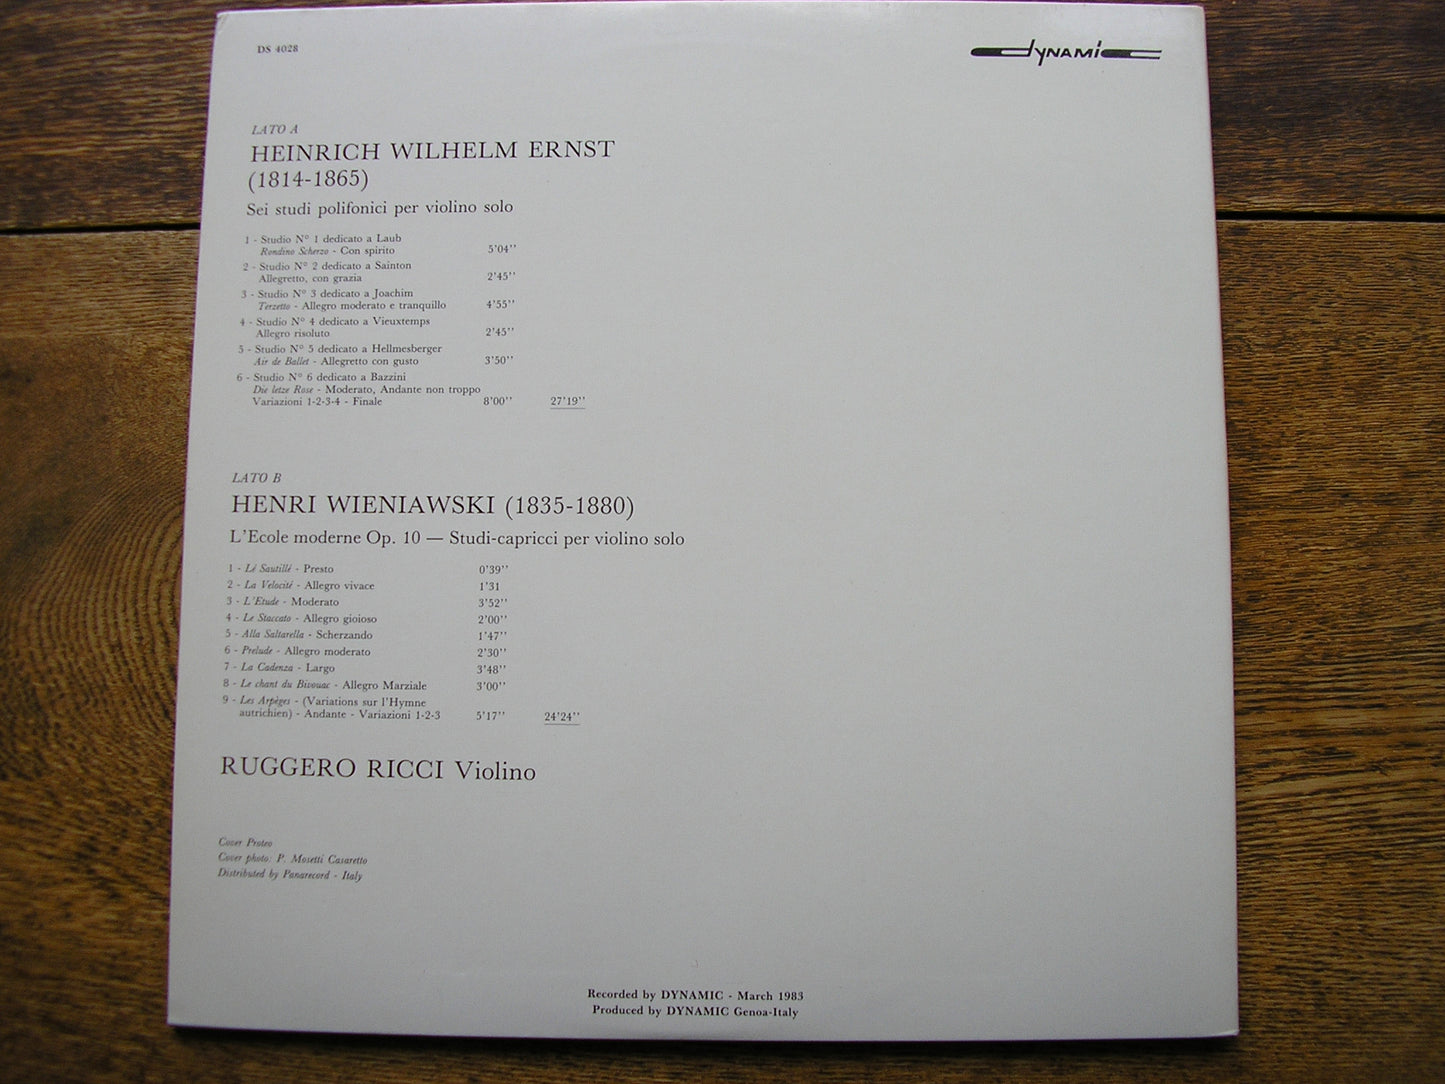 DS 4028
dynamic
LATO A
HEINRICH WILHELM ERNST
(1814-1865)
Sei studi polifonici per violino solo
1 - Studio N° 1 dedicato a Laub
Rondino Scherzo - Con spirito 5'04''
2 - Studio N° 2 dedicato a Sainton
Allegretto, con grazia 2'45''
3 - Studio N° 3 dedicato a Joachim
Terzetto - Allegro moderato e tranquillo 4'55''
4 - Studio N° 4 dedicato a Vieuxtemps
Allegro risoluto 2'45''
5 - Studio N° 5 dedicato a Hellmesberger
Air de Ballet - Allegretto con gusto 3'50''
6 - Studio N° 6 dedicato a Bazzini
Die letze Rose - Moderato, Andante non troppo
Variazioni 1-2-3-4 - Finale 8'00'' 27'19''
LATO B
HENRI WIENIAWSKI (1835-1880)
L'Ecole moderne Op. 10 — Studi-capricci per violino solo
1 - Lé Sautillé - Presto 0'39''
2 - La Velocité - Allegro vivace 1'31
3 - L'Etude - Moderato 3'52''
4 - Le Staccato - Allegro gioioso 2'00''
5 - Alla Saltarella - Scherzando 1'47''
6 - Prelude - Allegro moderato 2'30''
7 - La Cadenza - Largo 3'48''
8 - Le chant du Bivouac - Allegro Marziale 3'00''
9 - Les Arpèges - (Variations sur l'Hymne
autrichien) - Andante - Variazioni 1-2-3 5'17'' 24'24''
RUGGERO RICCI Violino
Cover Proteo
Cover photo: P. Mosetti Casaretto
Distributed by Panarecord - Italy
Recorded by DYNAMIC - March 1983
Produced by DYNAMIC Genoa-Italy